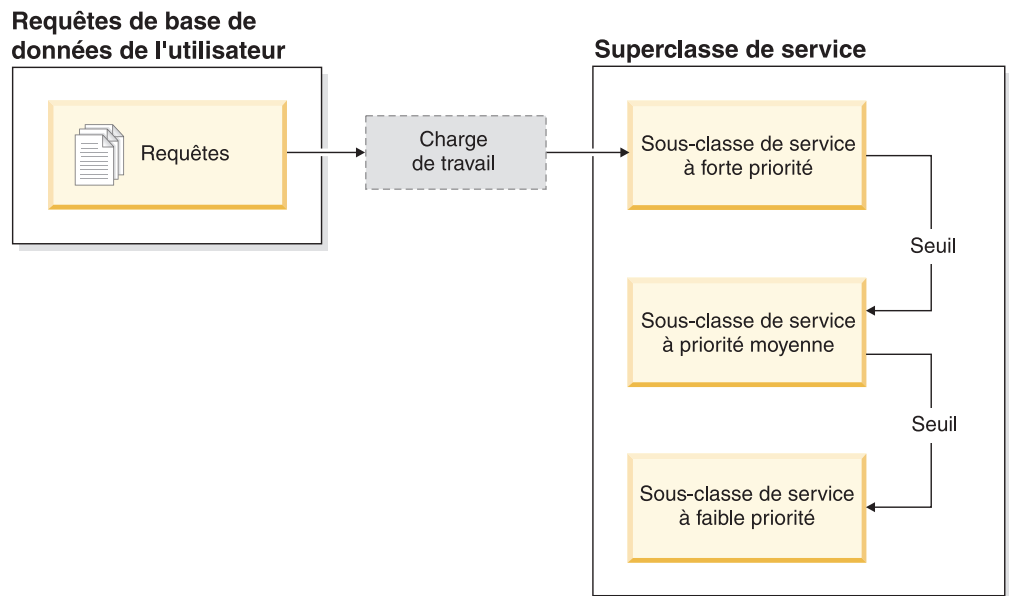 Requêtes de base de
données de l'utilisateur
Requêtes
Charge
de travail
Superclasse de service
Sous-classe de service
à forte priorité
Seuil
Sous-classe de service
à priorité moyenne
Seuil
Sous-classe de service
à faible priorité